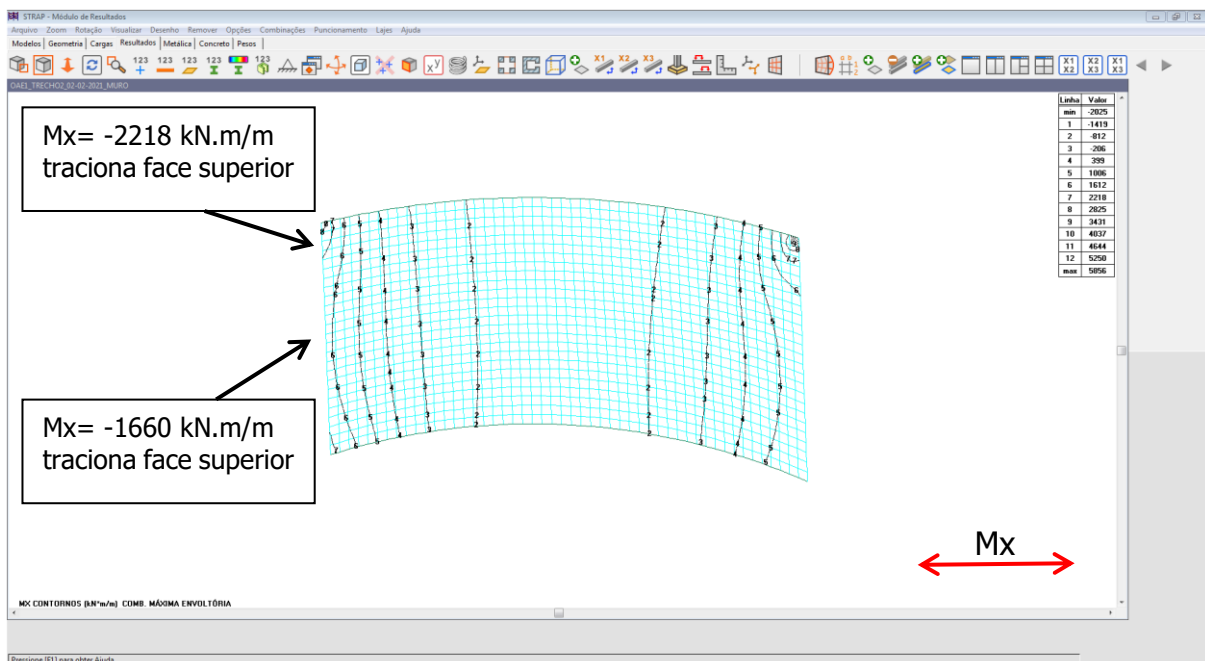 STRAP - Módulo de Resultados
Arquivo Zoom Rotação Visualizar Desenho Remover Opções Combinações Puncionamento Lajes Ajuda
Modelos Geometria Cargas Resultados Metálica Concreto Pesos
OAE1_TRECHO2_02-02-2021_MURO
Linha Valor
min -2025
1 -1419
2 -812
3 -206
4 399
5 1006
6 1612
7 2218
8 2825
9 3431
10 4037
11 4644
12 5250
max 5856
Mx= -2218 kN.m/m
traciona face superior
Mx= -1660 kN.m/m
traciona face superior
Mx
MX CONTORNOS (kN*m/m) COMB. MÁXIMA ENVOLTÓRIA
Pressione [F1] para obter Ajuda